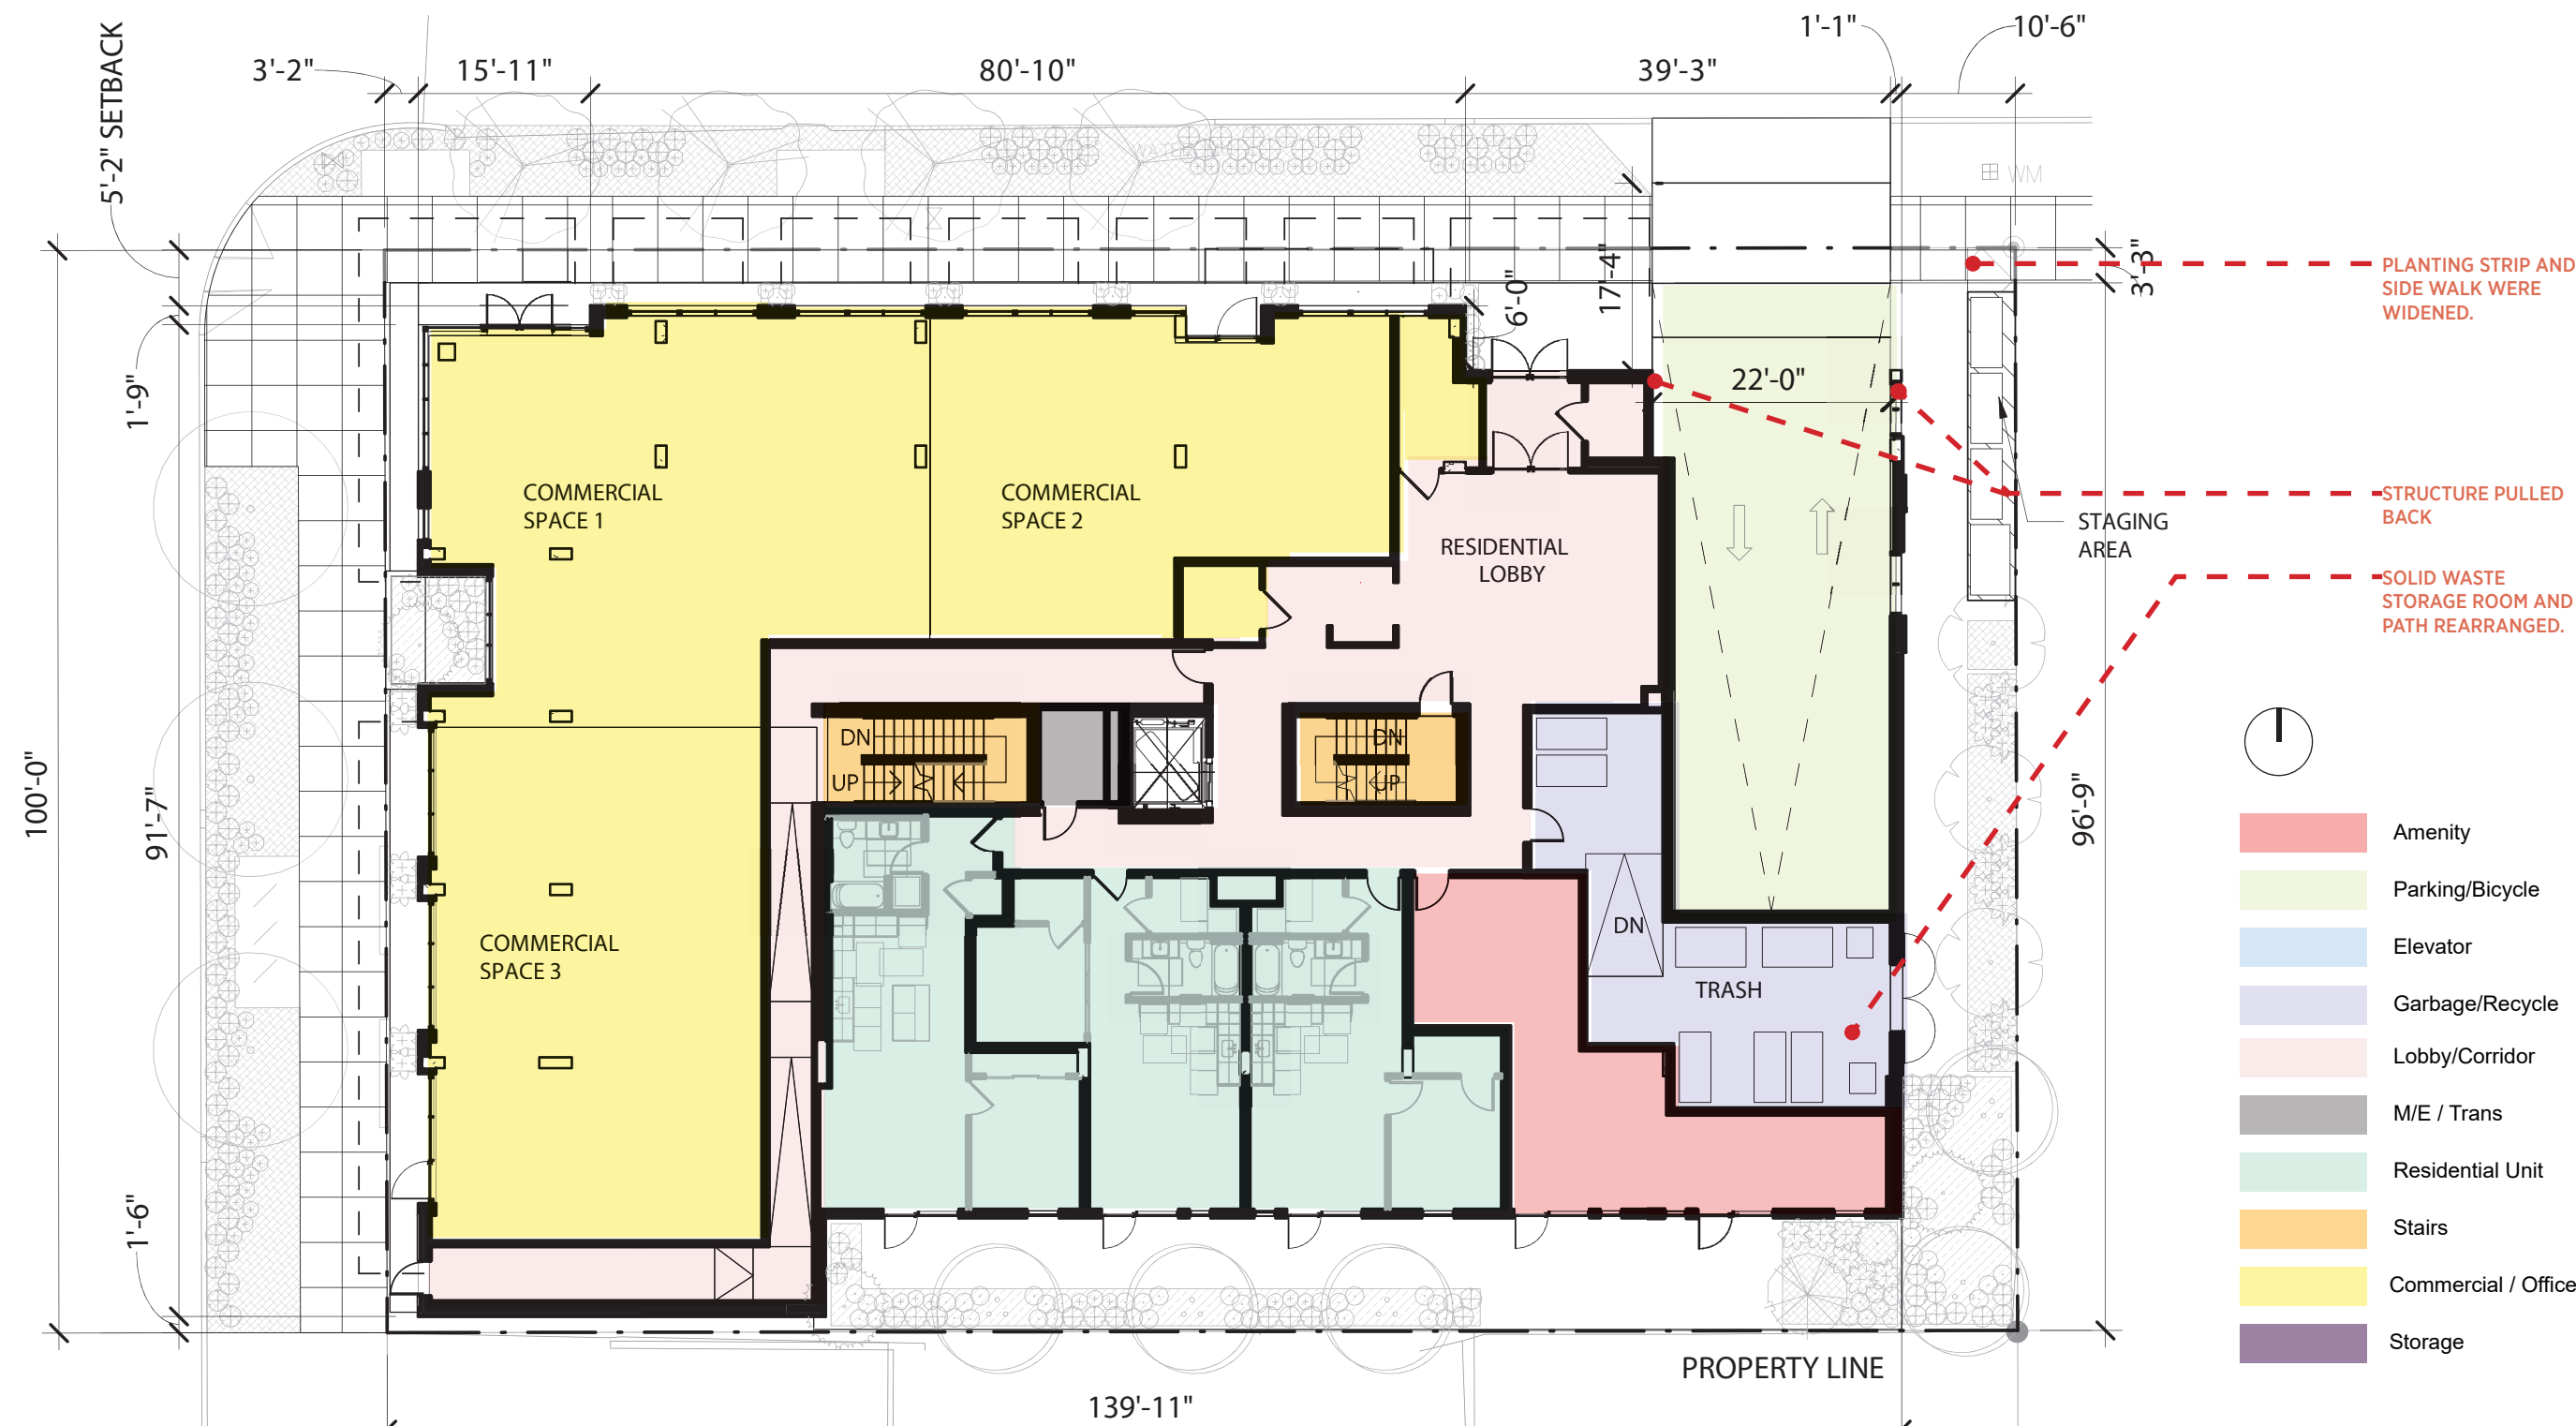 5'-2" SETBACK
3'-2"
15'-11"
80'-10"
39'-3"
1'-1"
10'-6"
WM
3'-3"
PLANTING STRIP AND
SIDE WALK WERE
WIDENED.
6'-0"
17'-4"
22'-0"
1'-9"
COMMERCIAL
SPACE 1
COMMERCIAL
SPACE 2
RESIDENTIAL
LOBBY
STRUCTURE PULLED
BACK
STAGING
AREA
SOLID WASTE
STORAGE ROOM AND
PATH REARRANGED.
DN
UP
DN
UP
100'-0"
91'-7"
96'-9"
Amenity
Parking/Bicycle
COMMERCIAL
SPACE 3
DN
TRASH
Elevator
Garbage/Recycle
Lobby/Corridor
M/E / Trans
Residential Unit
Stairs
Commercial / Office
Storage
1'-6"
PROPERTY LINE
139'-11"